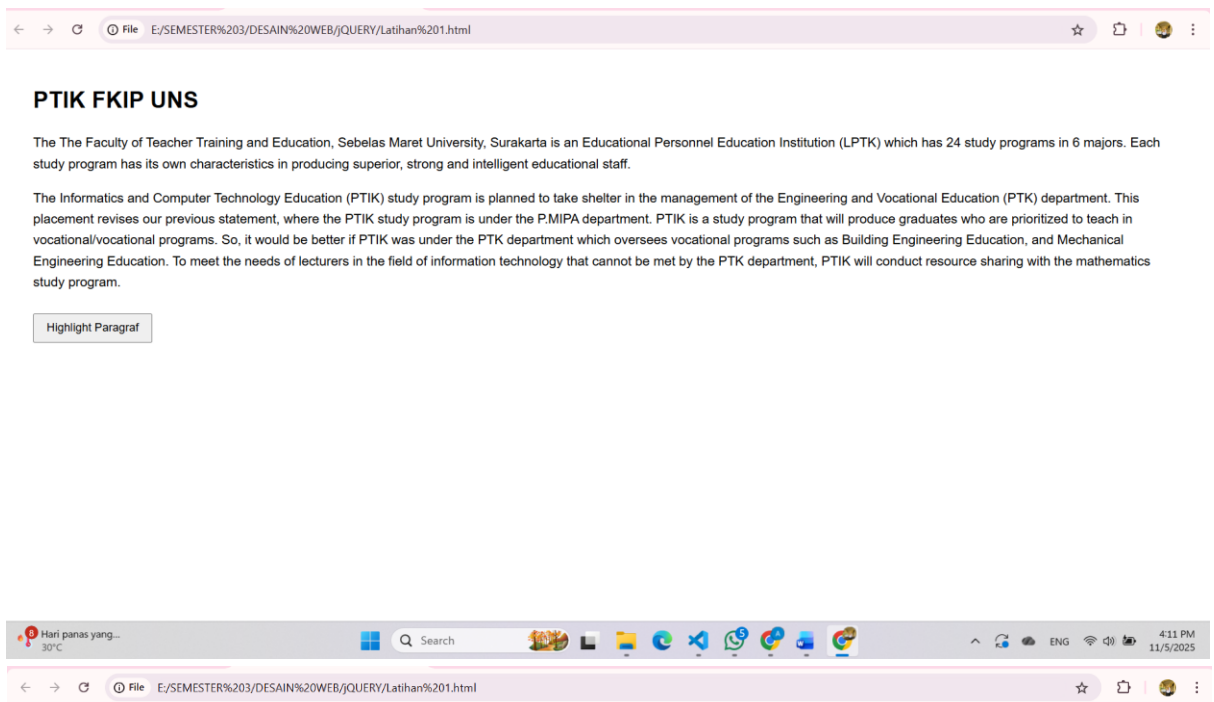 File E:/SEMESTER%203/DESAIN%20WEB/jQUERY/Latihan%201.html
PTIK FKIP UNS
The The Faculty of Teacher Training and Education, Sebelas Maret University, Surakarta is an Educational Personnel Education Institution (LPTK) which has 24 study programs in 6 majors. Each
study program has its own characteristics in producing superior, strong and intelligent educational staff.
The Informatics and Computer Technology Education (PTIK) study program is planned to take shelter in the management of the Engineering and Vocational Education (PTK) department. This
placement revises our previous statement, where the PTIK study program is under the P.MIPA department. PTIK is a study program that will produce graduates who are prioritized to teach in
vocational/vocational programs. So, it would be better if PTIK was under the PTK department which oversees vocational programs such as Building Engineering Education, and Mechanical
Engineering Education. To meet the needs of lecturers in the field of information technology that cannot be met by the PTK department, PTIK will conduct resource sharing with the mathematics
study program.
Highlight Paragraf
8 Hari panas yang...
30°C
Search
5
ENG
4:11 PM
11/5/2025
File E:/SEMESTER%203/DESAIN%20WEB/jQUERY/Latihan%201.html